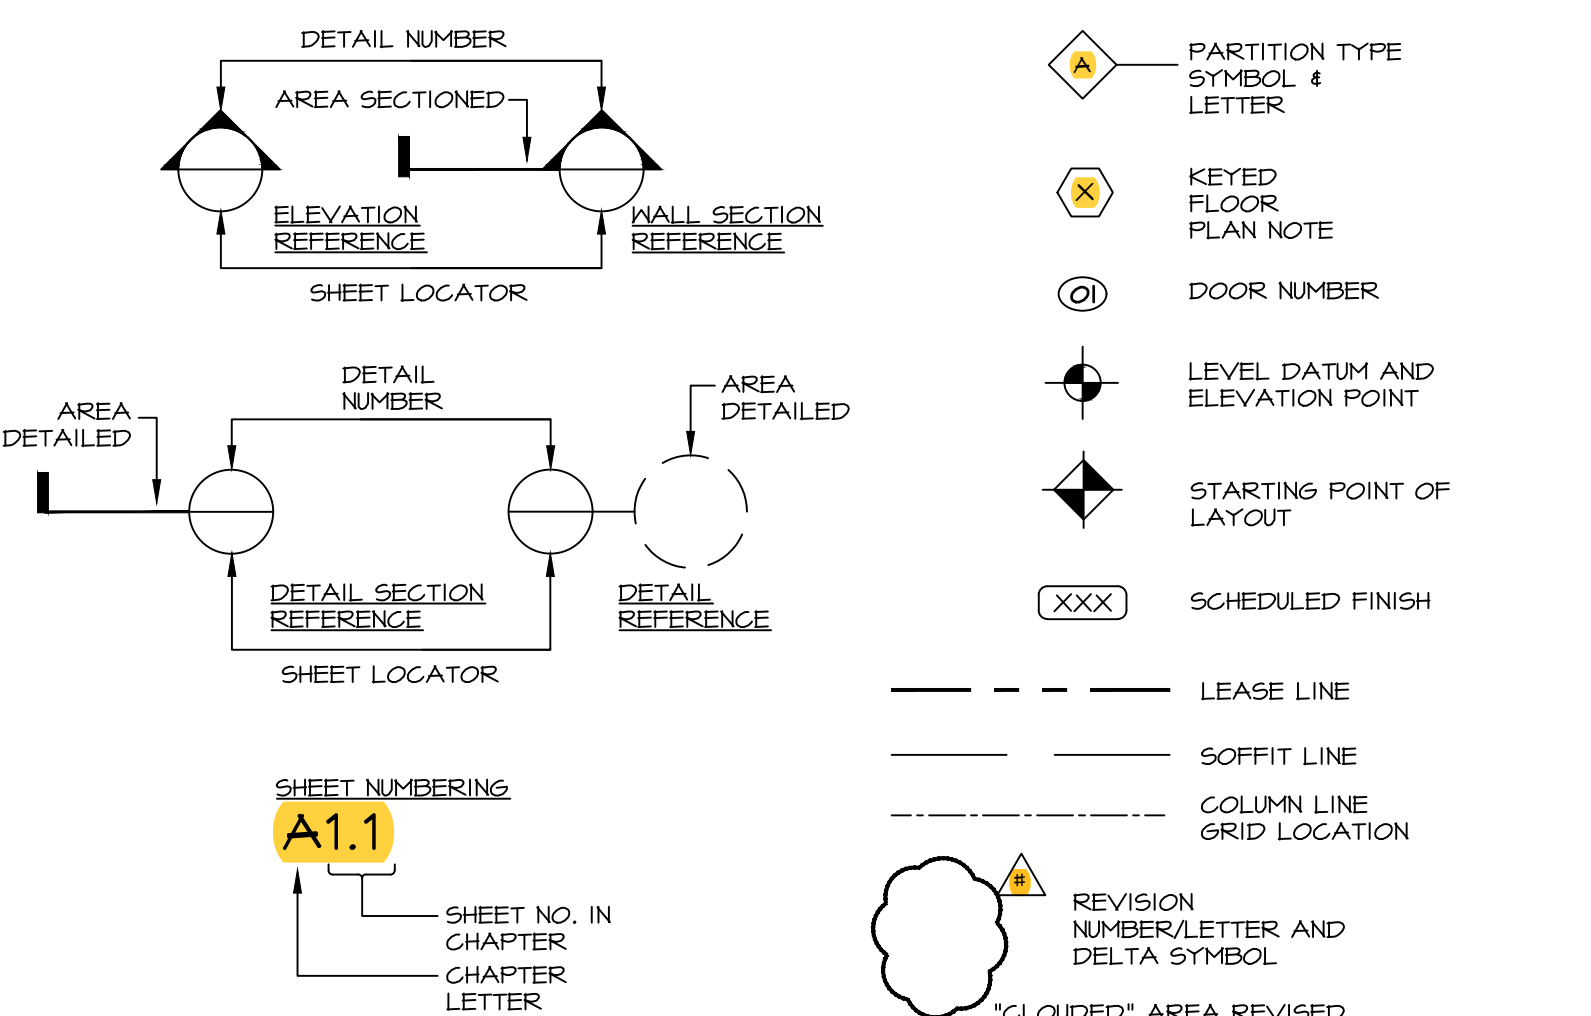 DETAIL NUMBER
AREA SECTIONED
ELEVATION
REFERENCE
WALL SECTION
REFERENCE
SHEET LOCATOR
DETAIL
NUMBER
AREA
DETAILED
AREA
DETAILED
DETAIL SECTION
REFERENCE
DETAIL
REFERENCE
SHEET LOCATOR
SHEET NUMBERING
A1.1
SHEET NO. IN
CHAPTER
CHAPTER
LETTER
A
PARTITION TYPE
SYMBOL &
LETTER
X
KEYED
FLOOR
PLAN NOTE
01
DOOR NUMBER
LEVEL DATUM AND
ELEVATION POINT
STARTING POINT OF
LAYOUT
XXX
SCHEDULED FINISH
LEASE LINE
SOFFIT LINE
COLUMN LINE
GRID LOCATION
#
REVISION
NUMBER/LETTER AND
DELTA SYMBOL
"CLOUDED" AREA REVISED